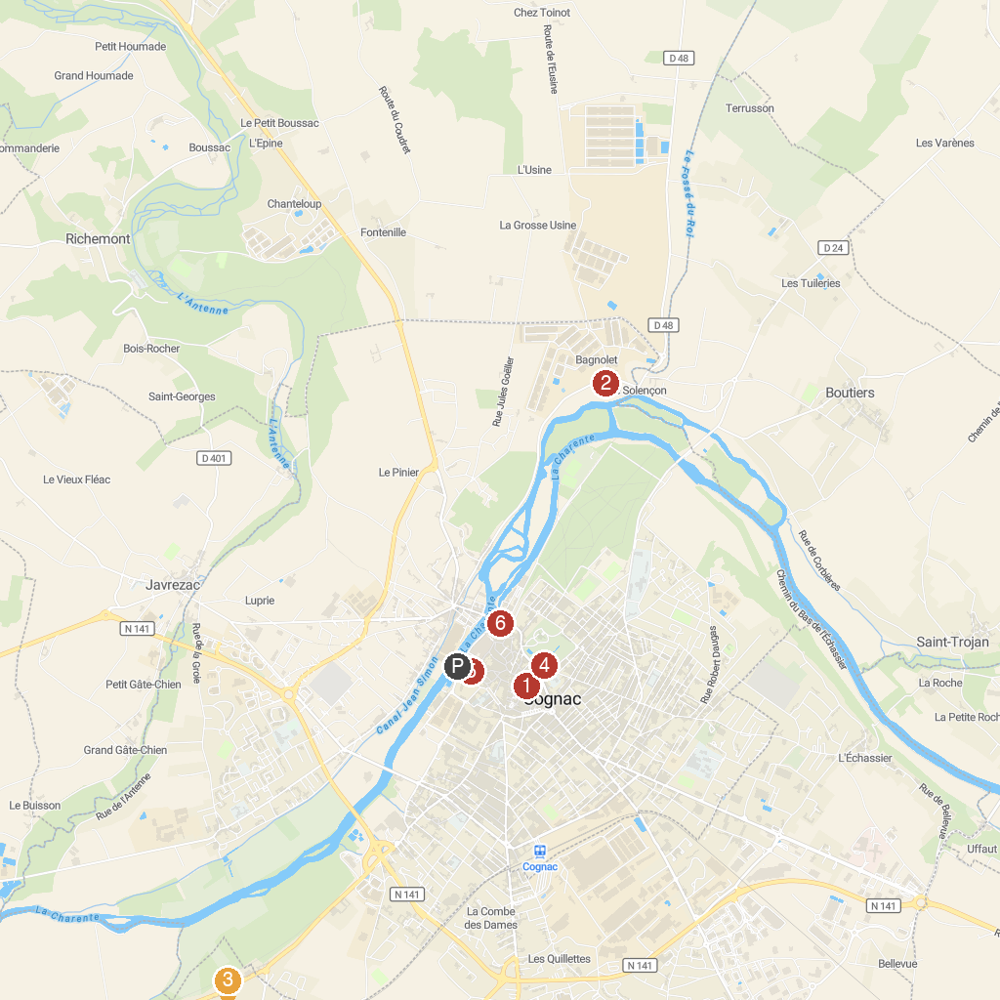 Chez Toinot
Petit Houmade
Route de l'Eusine
D 48
Grand Houmade
Route du Coudret
Terrusson
Le Petit Boussac
L'Epine
Boussac
ommanderie
Les Varènes
L'Usine
Le Fossé du Roi
Chanteloup
Fontenille
La Grosse Usine
Richemont
D 24
Les Tuileries
L'Antenne
D 48
Bois-Rocher
Bagnolet
2
Solençon
Rue Jules Goëller
Saint-Georges
Boutiers
L'Antenne
La Charente
D 401
Le Pinier
Le Vieux Fléac
Rue de Corbières
Javrezac
Luprie
Chemin du Bas de l'Échassier
N 141
La Charente
6
Rue de la Groie
Rue Robert Dagnas
Saint-Trojan
P
4
1
Cognac
Petit Gâte-Chien
Canal Jean Simon
La Roche
La Petite Roch
Grand Gâte-Chien
L'Échassier
Rue de l'Antenne
Le Buisson
Rue de Bellevue
Uffaut
Cognac
N 141
N 141
La Charente
La Combe
des Dames
Les Quillettes
N 141
Bellevue
3